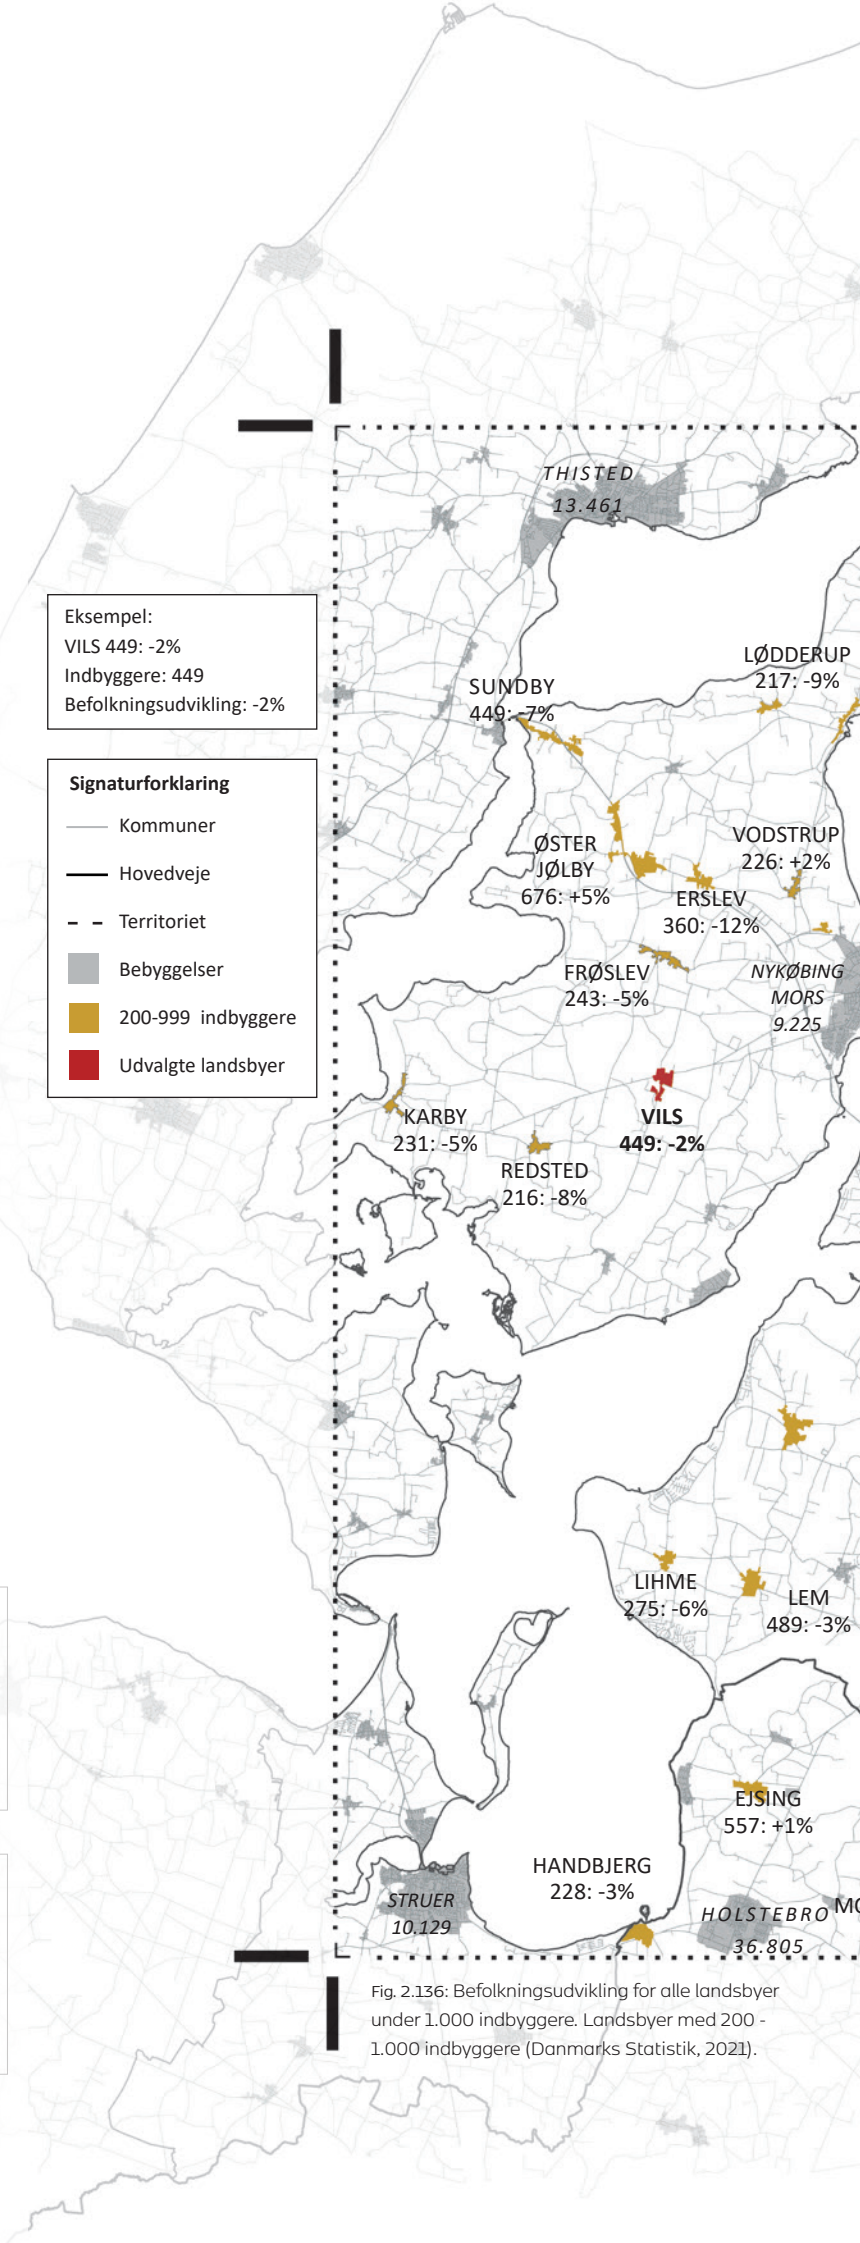 THISTED
13.461
Eksempel:
VILS 449: -2%
Indbyggere: 449
Befolkningsudvikling: -2%
LØDDERUP
217: -9%
SUNDBY
449: -7%
Signaturforklaring
Kommuner
Hovedveje
Territoriet
Bebyggelser
200-999 indbyggere
Udvalgte landsbyer
ØSTER
JØLBY
676: +5%
VODSTRUP
226: +2%
ERSLEV
360: -12%
FRØSLEV
243: -5%
NYKØBING
MORS
9.225
KARBY
231: -5%
VILS
449: -2%
REDSTED
216: -8%
LIHME
275: -6%
LEM
489: -3%
EJSING
557: +1%
HANDBJERG
228: -3%
STRUER
10.129
HOLSTEBRO
36.805
Fig. 2.136: Befolkningsudvikling for alle landsbyer
under 1.000 indbyggere. Landsbyer med 200 -
1.000 indbyggere (Danmarks Statistik, 2021).